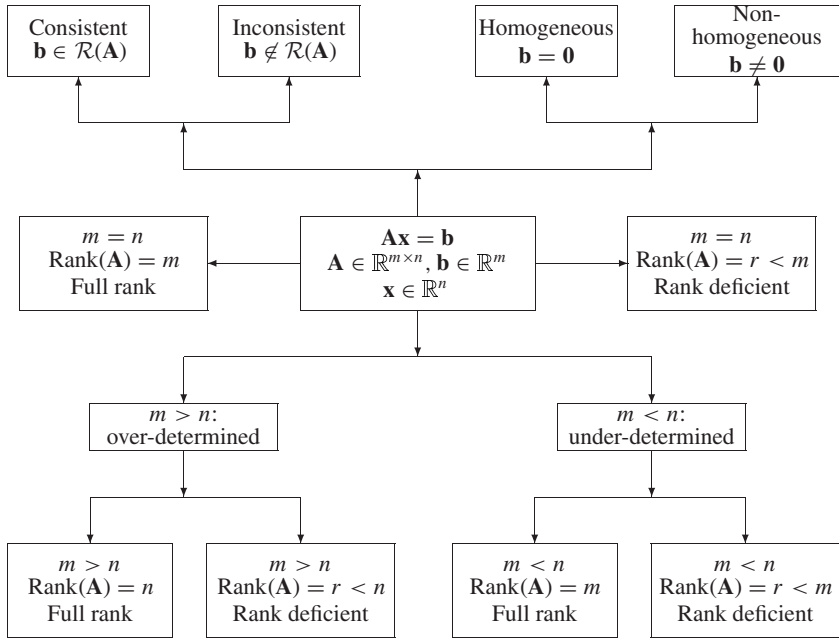 Consistent
b ∈ R(A)
Inconsistent
b ∉ R(A)
Homogeneous
b = 0
Non-
homogeneous
b ≠ 0
m = n
Rank(A) = m
Full rank
Ax = b
A ∈ ℝ^{m×n}, b ∈ ℝ^m
x ∈ ℝ^n
m = n
Rank(A) = r < m
Rank deficient
m > n:
over-determined
m < n:
under-determined
m > n
Rank(A) = n
Full rank
m > n
Rank(A) = r < n
Rank deficient
m < n
Rank(A) = m
Full rank
m < n
Rank(A) = r < m
Rank deficient